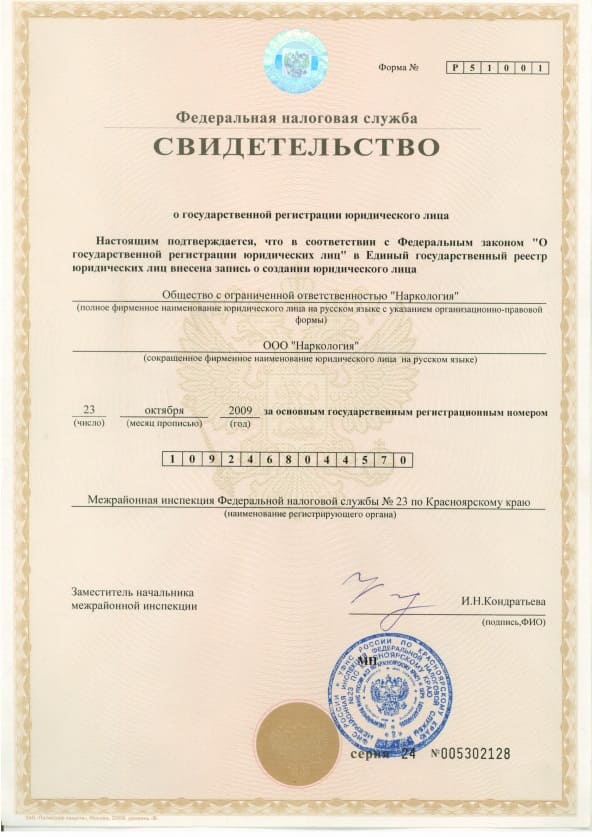 Форма № Р 5 1 0 0 1
Федеральная налоговая служба
СВИДЕТЕЛЬСТВО
о государственной регистрации юридического лица
Настоящим подтверждается, что в соответствии с Федеральным законом "О
государственной регистрации юридических лиц" в Единый государственный реестр
юридических лиц внесена запись о создании юридического лица
Общество с ограниченной ответственностью "Наркология"
(полное фирменное наименование юридического лица на русском языке с указанием организационно-правовой
формы)
ООО "Наркология"
(сокращенное фирменное наименование юридического лица на русском языке)
23 октября 2009 за основным государственным регистрационным номером
(число) (месяц прописью) (год)
1 0 9 2 4 6 8 0 4 4 5 7 0
Межрайонная инспекция Федеральной налоговой службы № 23 по Красноярскому краю
(наименование регистрирующего органа)
Заместитель начальника
межрайонной инспекции
И.Н.Кондратьева
(подпись,ФИО)
МП
серия 24 №005302128